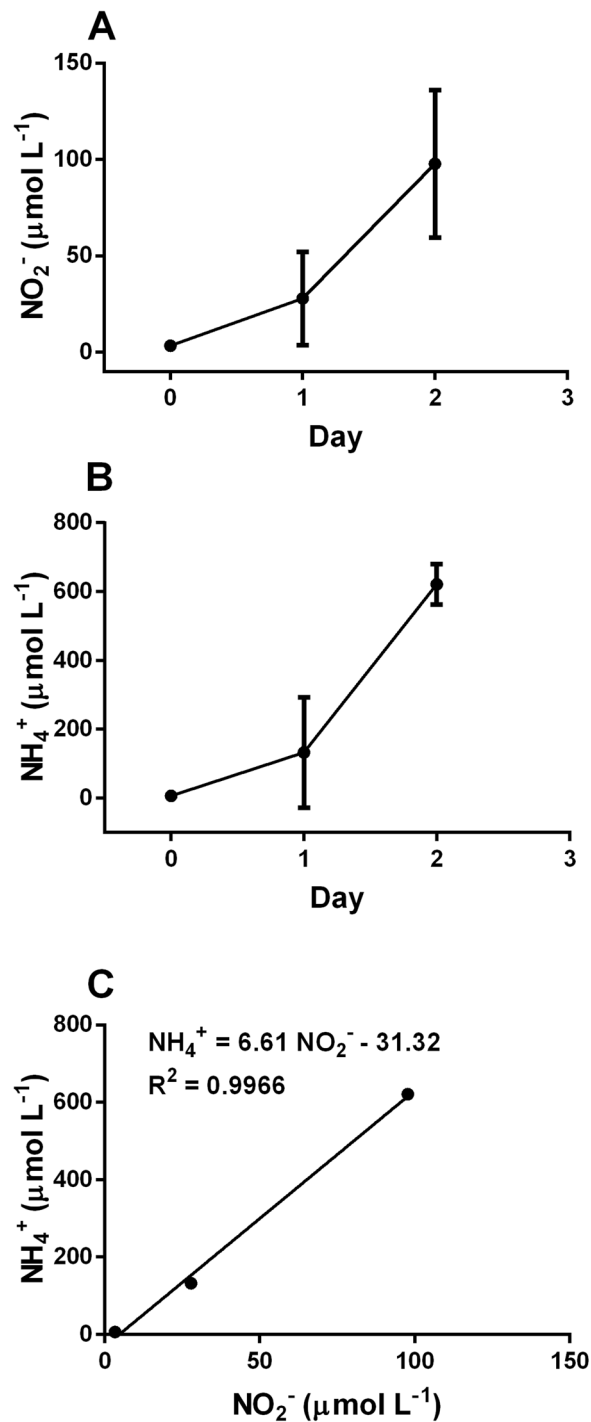 A
150
100
50
0
NO₂⁻ (µmol L⁻¹)
0 1 2 3
Day
B
800
600
400
200
0
NH₄⁺ (µmol L⁻¹)
0 1 2 3
Day
C
NH₄⁺ = 6.61 NO₂⁻ - 31.32
R² = 0.9966
800
600
400
200
0
NH₄⁺ (µmol L⁻¹)
0 50 100 150
NO₂⁻ (µmol L⁻¹)